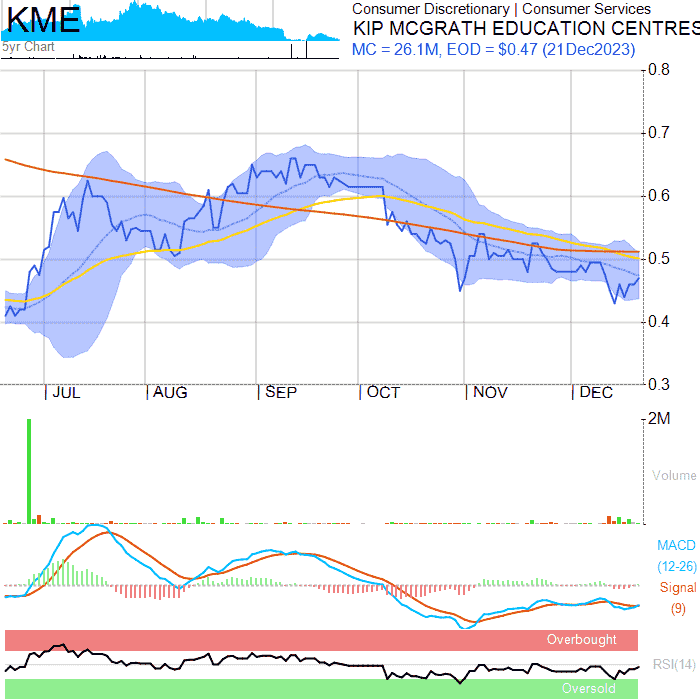 KME
5yr Chart
Consumer Discretionary | Consumer Services
KIP MCGRATH EDUCATION CENTRES
MC = 26.1M, EOD = $0.47 (21Dec2023)
0.8
0.7
0.6
0.5
0.4
0.3
JUL AUG SEP OCT NOV DEC
2M
Volume
MACD
(12-26)
Signal
(9)
Overbought
RSI(14)
Oversold